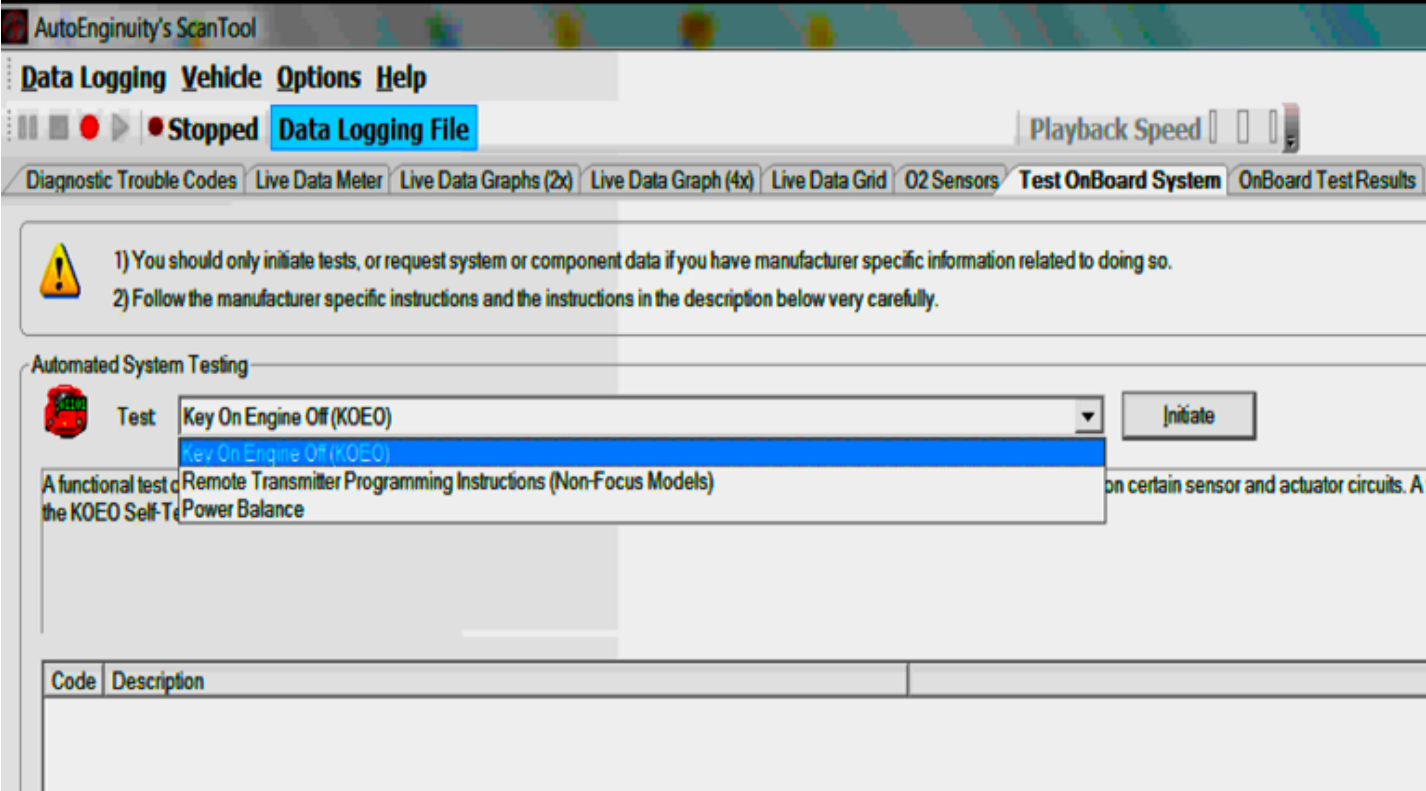 AutoEnginuity's ScanTool
Data Logging Vehicle Options Help
Stopped Data Logging File Playback Speed
Diagnostic Trouble Codes Live Data Meter Live Data Graphs (2x) Live Data Graph (4x) Live Data Grid O2 Sensors Test OnBoard System OnBoard Test Results
1) You should only initiate tests, or request system or component data if you have manufacturer specific information related to doing so.
2) Follow the manufacturer specific instructions and the instructions in the description below very carefully.
Automated System Testing
Test Key On Engine Off (KOEO) Initiate
Key On Engine Off (KOEO)
A functional test Remote Transmitter Programming Instructions (Non-Focus Models) on certain sensor and actuator circuits. A
the KOEO Self-Te Power Balance
Code Description